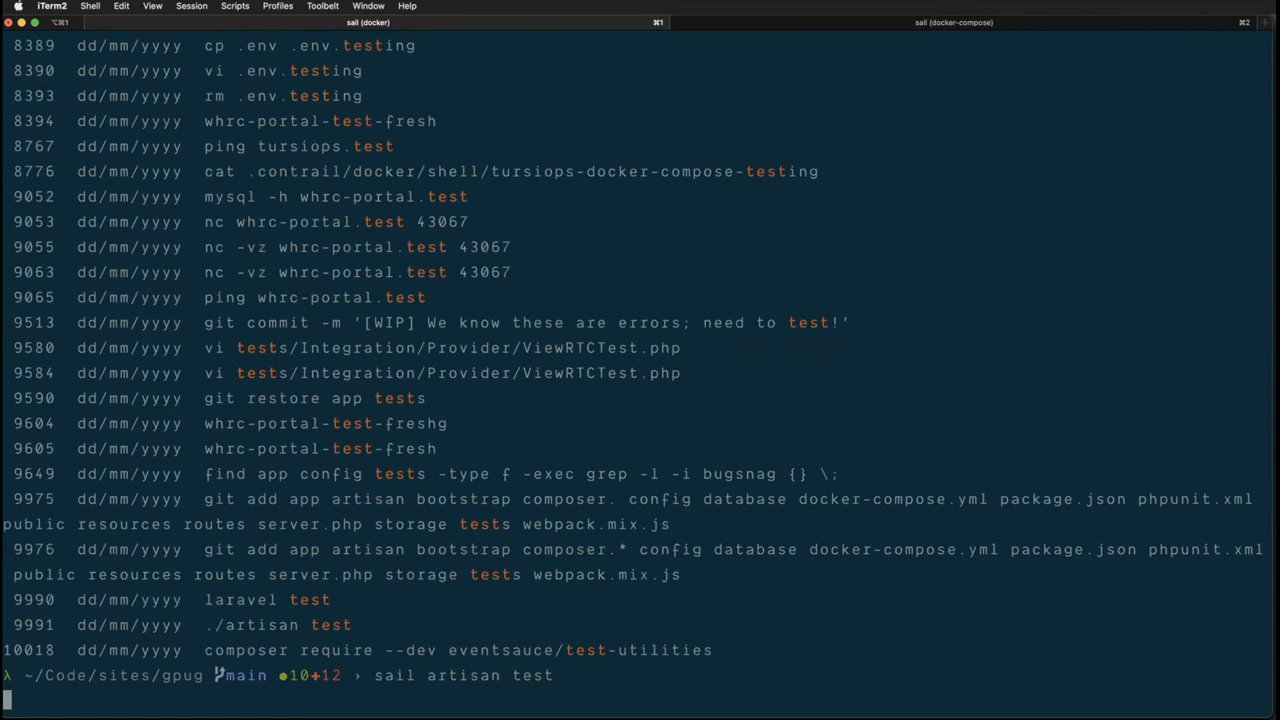 iTerm2 Shell Edit View Session Scripts Profiles Toolbelt Window Help
⌥⌘1 sail (docker) ⌘1 sail (docker-compose) ⌘2
8389 dd/mm/yyyy cp .env .env.testing
8390 dd/mm/yyyy vi .env.testing
8393 dd/mm/yyyy rm .env.testing
8394 dd/mm/yyyy whrc-portal-test-fresh
8767 dd/mm/yyyy ping tursiops.test
8776 dd/mm/yyyy cat .contrail/docker/shell/tursiops-docker-compose-testing
9052 dd/mm/yyyy mysql -h whrc-portal.test
9053 dd/mm/yyyy nc whrc-portal.test 43067
9055 dd/mm/yyyy nc -vz whrc-portal.test 43067
9063 dd/mm/yyyy nc -vz whrc-portal.test 43067
9065 dd/mm/yyyy ping whrc-portal.test
9513 dd/mm/yyyy git commit -m '[WIP] We know these are errors; need to test!'
9580 dd/mm/yyyy vi tests/Integration/Provider/ViewRTCTest.php
9584 dd/mm/yyyy vi tests/Integration/Provider/ViewRTCTest.php
9590 dd/mm/yyyy git restore app tests
9604 dd/mm/yyyy whrc-portal-test-freshg
9605 dd/mm/yyyy whrc-portal-test-fresh
9649 dd/mm/yyyy find app config tests -type f -exec grep -l -i bugsnag {} \;
9975 dd/mm/yyyy git add app artisan bootstrap composer. config database docker-compose.yml package.json phpunit.xml
public resources routes server.php storage tests webpack.mix.js
9976 dd/mm/yyyy git add app artisan bootstrap composer.* config database docker-compose.yml package.json phpunit.xml
public resources routes server.php storage tests webpack.mix.js
9990 dd/mm/yyyy laravel test
9991 dd/mm/yyyy ./artisan test
10018 dd/mm/yyyy composer require --dev eventsauce/test-utilities
λ ~/Code/sites/gpug main ●10✚12 › sail artisan test